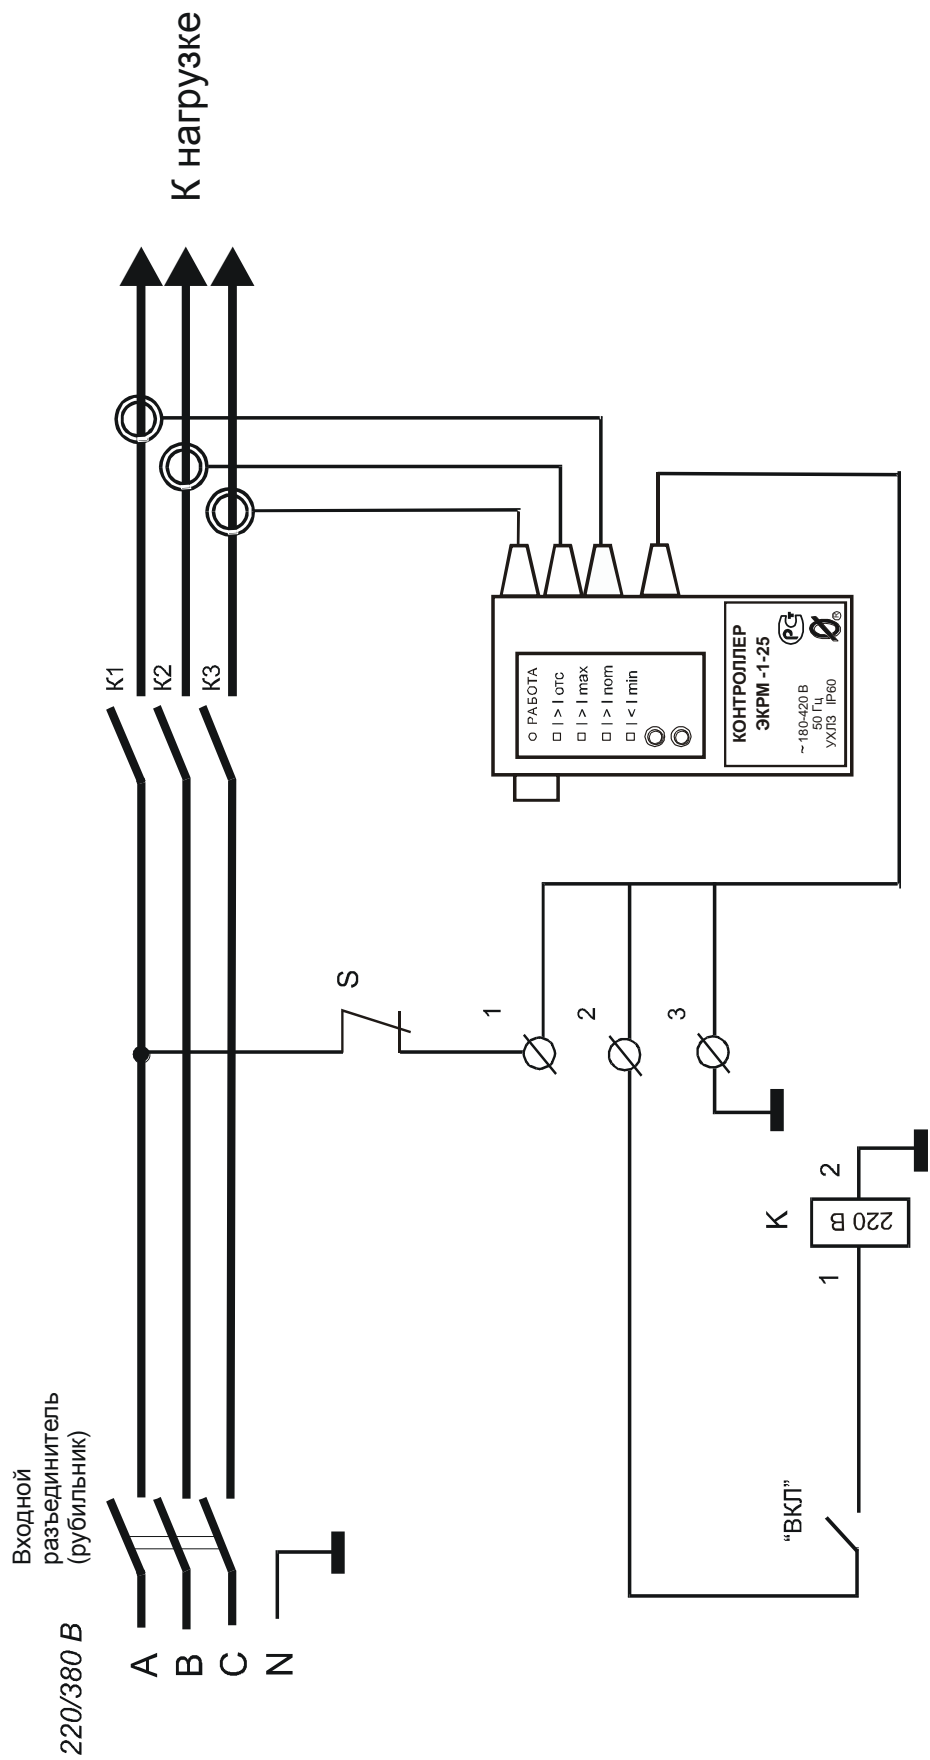 Входной
разъединитель
(рубильник)
220/380 В
A
B
C
N
К1
К2
К3
К нагрузке
S
1
2
3
РАБОТА
I > I отс
I > I max
I > I nom
I < I min
КОНТРОЛЛЕР
ЭКРМ -1-25
~180-420 В
50 Гц
УХЛ3 IP60
РСТ
®
"ВКЛ"
1
К
220 В
2